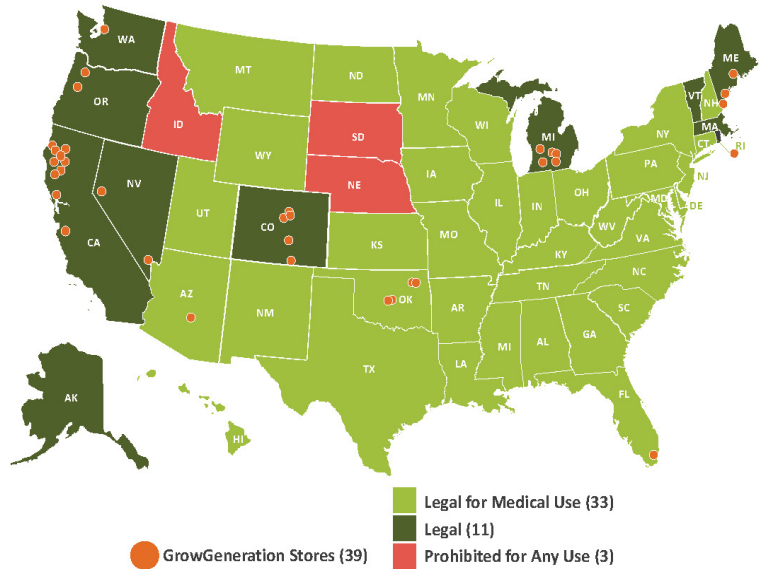 WA
ME
MT
ND
VT
NH
OR
MN
MA
ID
SD
WI
MI
NY
CT
RI
WY
IA
PA
NJ
NE
NV
OH
MD
DE
IL
IN
UT
CO
WV
CA
KS
MO
VA
KY
NC
TN
AZ
OK
NM
AR
SC
MI
AL
GA
LA
TX
AK
FL
HI
Legal for Medical Use (33)
Legal (11)
GrowGeneration Stores (39)
Prohibited for Any Use (3)